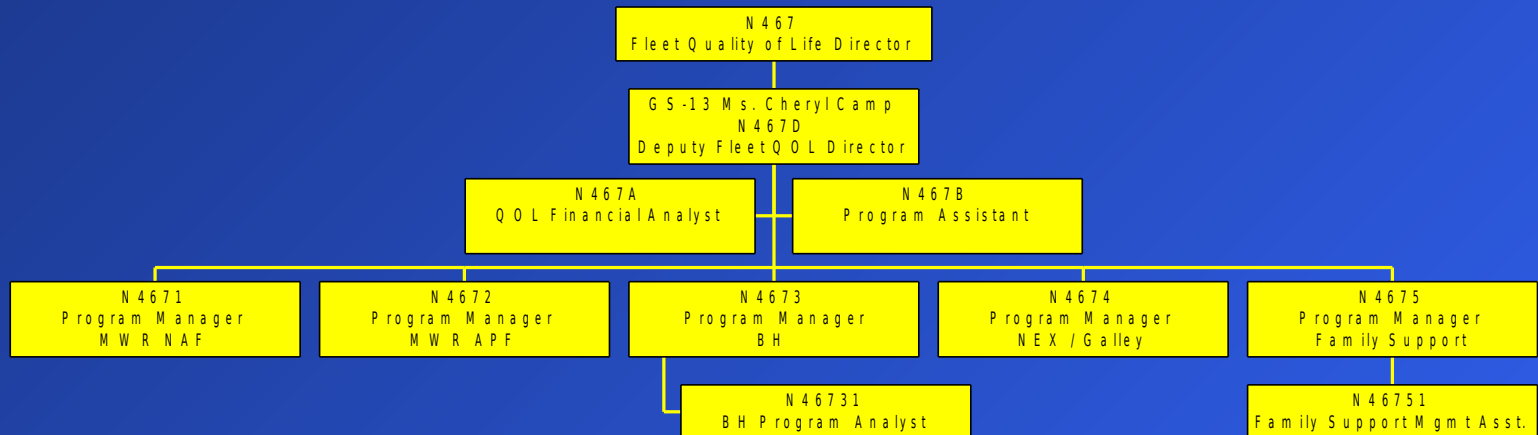 N467
Fleet Quality of Life Director
GS-13 Ms. Cheryl Camp
N467D
Deputy Fleet QOL Director
N467A
QOL Financial Analyst
N467B
Program Assistant
N4671
Program Manager
MWR NAF
N4672
Program Manager
MWR APF
N4673
Program Manager
BH
N4674
Program Manager
NEX / Galley
N4675
Program Manager
Family Support
N46731
BH Program Analyst
N46751
Family Support Mgmt Asst.